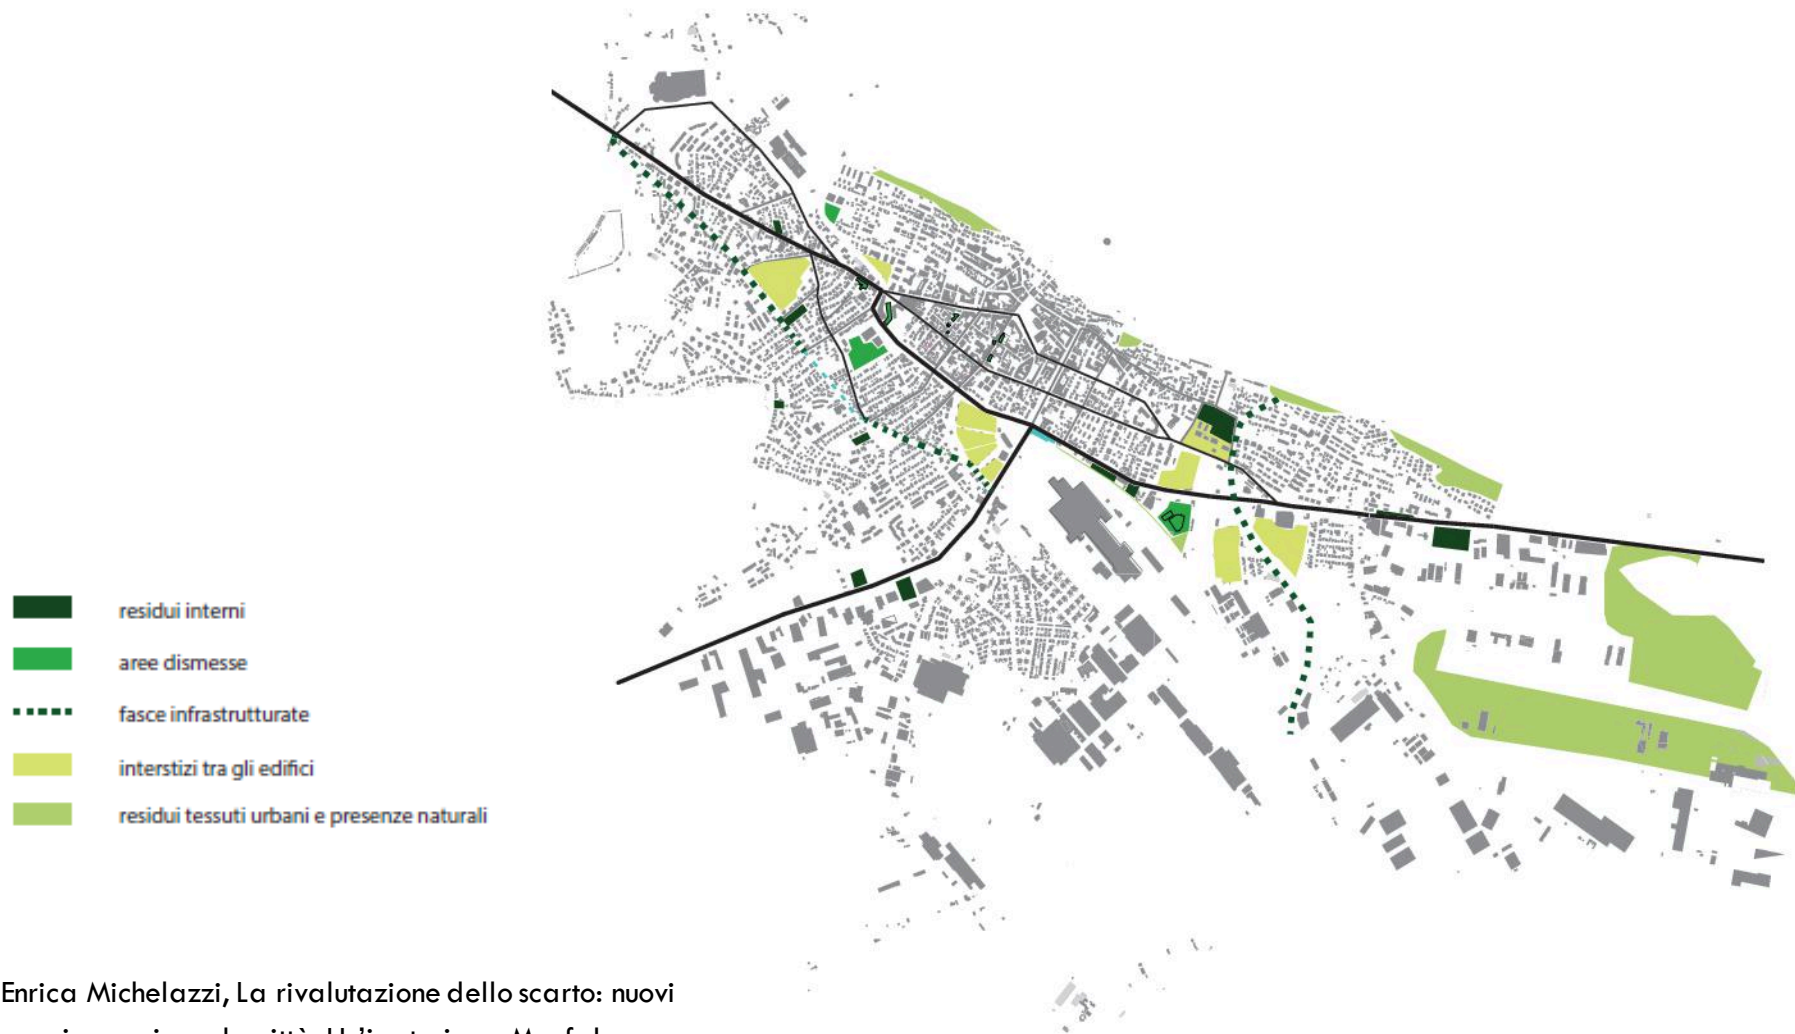 residui interni
aree dismesse
fasce infrastrutturate
interstizi tra gli edifici
residui tessuti urbani e presenze naturali
Enrica Michelazzi, La rivalutazione dello scarto: nuovi